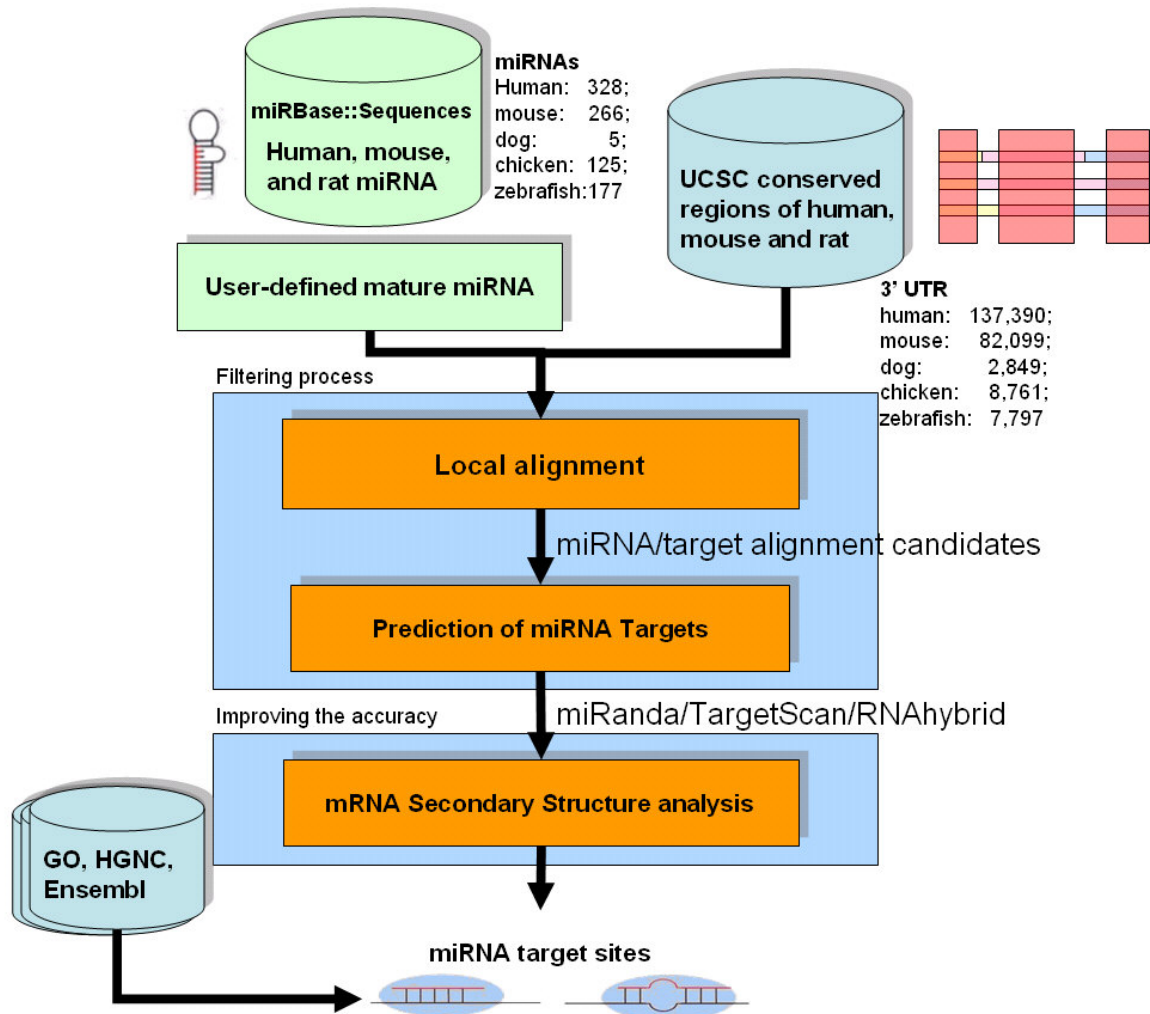 miRBase::Sequences
Human, mouse,
and rat miRNA
miRNAs
Human: 328;
mouse: 266;
dog: 5;
chicken: 125;
zebrafish:177
UCSC conserved
regions of human,
mouse and rat
User-defined mature miRNA
3' UTR
human: 137,390;
mouse: 82,099;
dog: 2,849;
chicken: 8,761;
zebrafish: 7,797
Filtering process
Local alignment
miRNA/target alignment candidates
Prediction of miRNA Targets
miRanda/TargetScan/RNAhybrid
Improving the accuracy
mRNA Secondary Structure analysis
GO, HGNC,
Ensembl
miRNA target sites